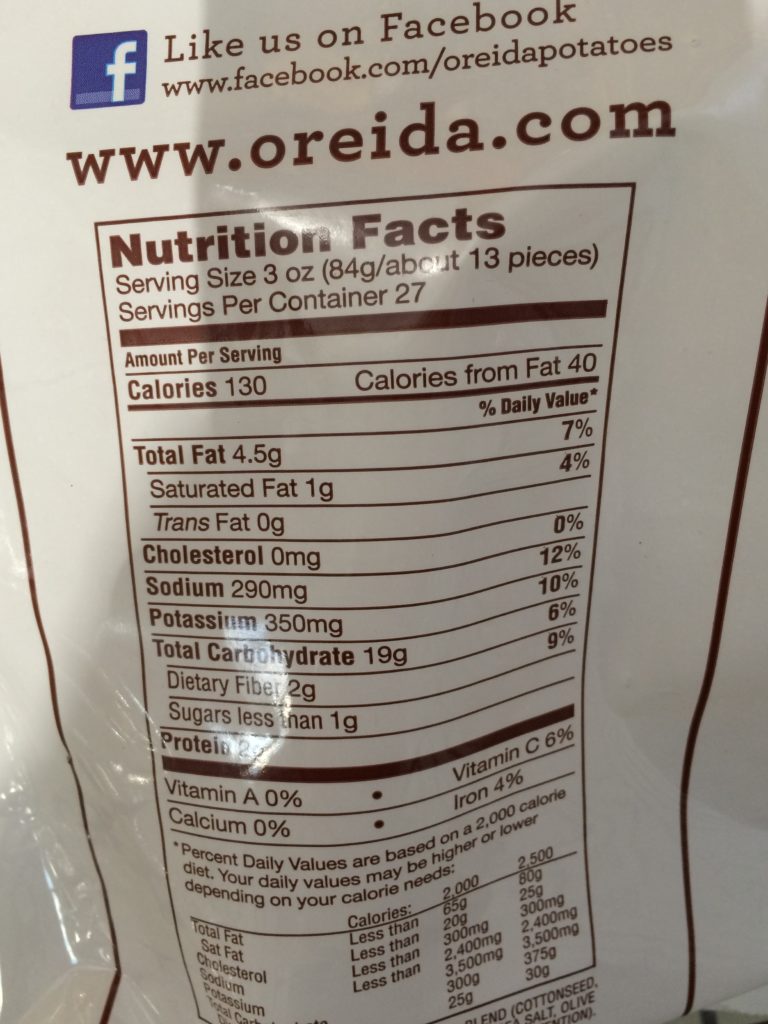 f
Like us on Facebook
www.facebook.com/oreidapotatoes
www.oreida.com
Nutrition Facts
Serving Size 3 oz (84g/about 13 pieces)
Servings Per Container 27
Amount Per Serving
Calories 130 Calories from Fat 40
% Daily Value*
Total Fat 4.5g 7%
Saturated Fat 1g 4%
Trans Fat 0g
Cholesterol 0mg 0%
Sodium 290mg 12%
Potassium 350mg 10%
Total Carbohydrate 19g 6%
Dietary Fiber 2g 9%
Sugars less than 1g
Protein 2g
Vitamin A 0% • Vitamin C 6%
Calcium 0% • Iron 4%
*Percent Daily Values are based on a 2,000 calorie
diet. Your daily values may be higher or lower
depending on your calorie needs:
Calories: 2,000 2,500
Total Fat Less than 65g 80g
Sat Fat Less than 20g 25g
Cholesterol Less than 300mg 300mg
Sodium Less than 2,400mg 2,400mg
Potassium 3,500mg 3,500mg
Total 300g 375g
25g 30g
(COTTONSEED,
SALT, OLIVE